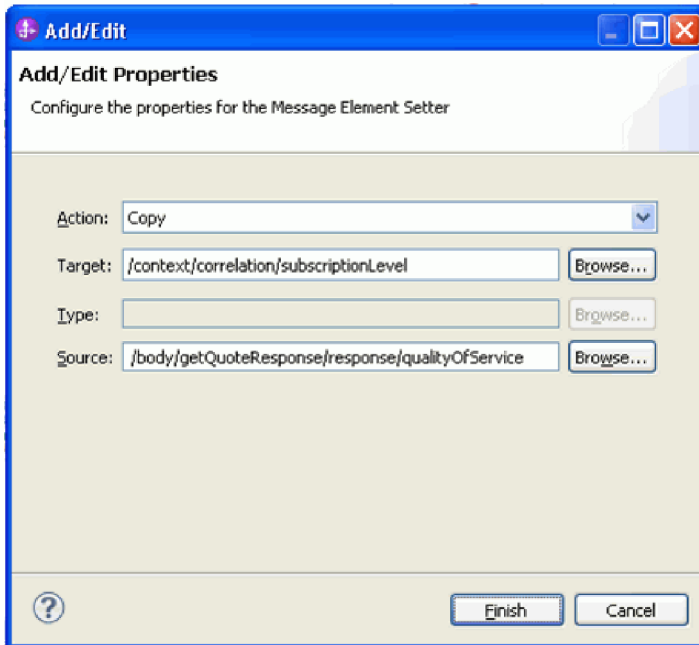 Add/Edit
Add/Edit Properties
Configure the properties for the Message Element Setter
Action: Copy
Target: /context/correlation/subscriptionLevel Browse...
Type: Browse...
Source: /body/getQuoteResponse/response/qualityOfService Browse...
? Finish Cancel